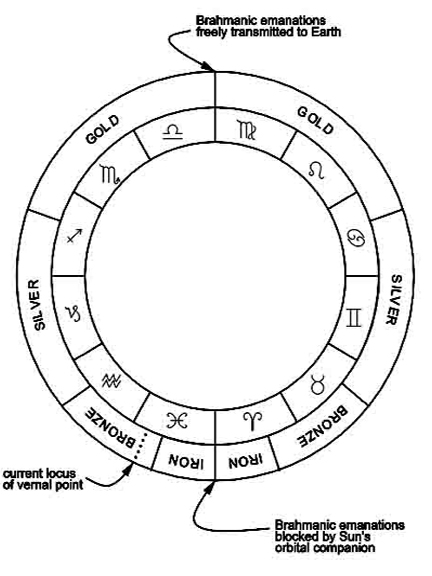 Brahmanic emanations
freely transmitted to Earth
GOLD
GOLD
♎
♍
♏
♌
♐
♋
SILVER
SILVER
♑
♊
♒
♉
♓
♈
BRONZE
BRONZE
IRON
IRON
current locus
of vernal point
Brahmanic emanations
blocked by Sun's
orbital companion